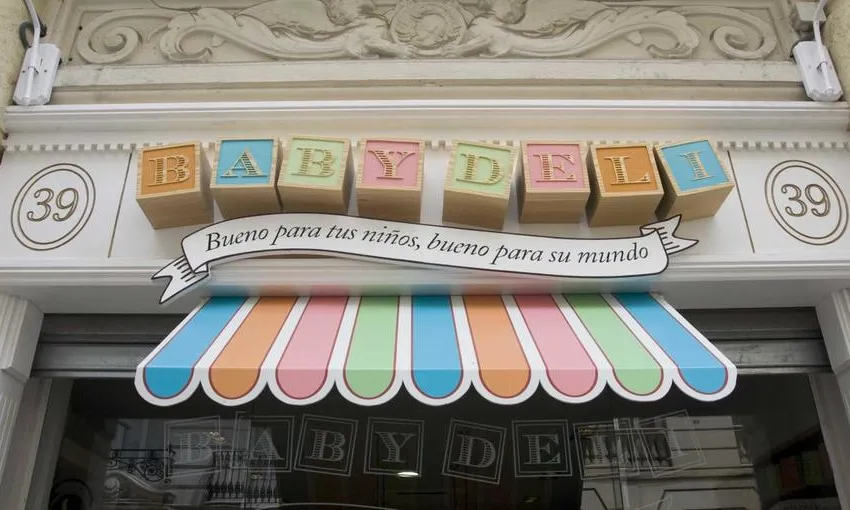 BABY DELI
39
Bueno para tus niños, bueno para su mundo
39
BABY DELI